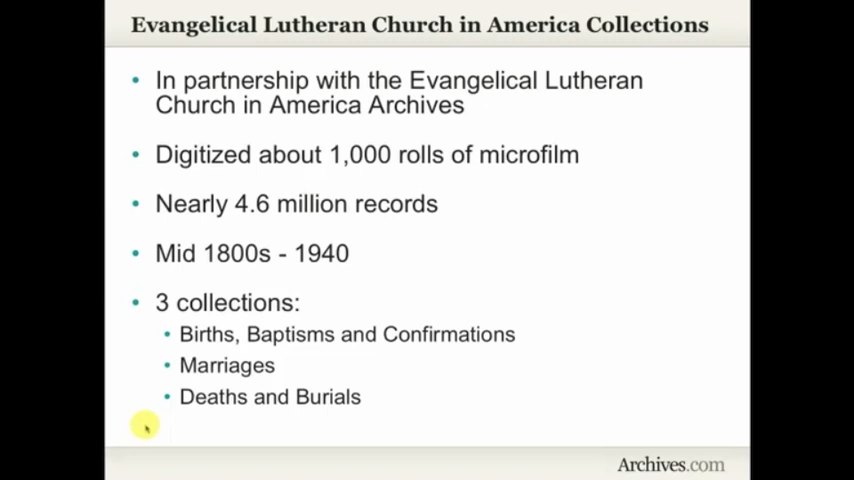 Evangelical Lutheran Church in America Collections
• In partnership with the Evangelical Lutheran
Church in America Archives
• Digitized about 1,000 rolls of microfilm
• Nearly 4.6 million records
• Mid 1800s - 1940
• 3 collections:
• Births, Baptisms and Confirmations
• Marriages
• Deaths and Burials
Archives.com